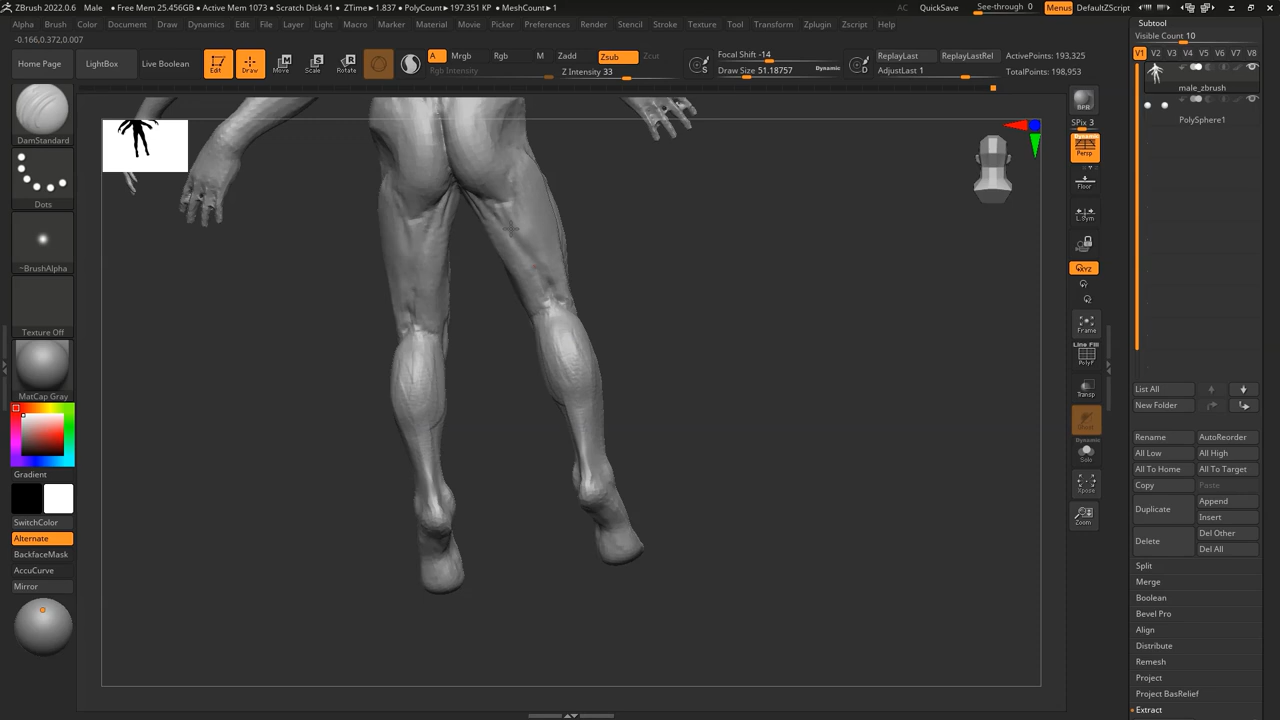 ZBrush 2022.0.6 Male • Free Mem 25.456GB • Active Mem 1073 • Scratch Disk 41 • ZTime▸1.837 • PolyCount▸197.351 KP • MeshCount▸1
AC QuickSave See-through 0 Menus DefaultZScript
Alpha Brush Color Document Draw Dynamics Edit File Layer Light Macro Marker Material Movie Picker Preferences Render Stencil Stroke Texture Tool Transform Zplugin Zscript Help
-0.166,0.372,0.007
Home Page LightBox Live Boolean
Edit Draw Move Scale Rotate
A Mrgb Rgb M Zadd Zsub Zcut
Rgb Intensity Z Intensity 33
Focal Shift -14
Draw Size 51.18757 Dynamic
S D
ReplayLast ReplayLastRel
AdjustLast 1
ActivePoints: 193,325
TotalPoints: 198,953
DamStandard
Dots
~BrushAlpha
Texture Off
MatCap Gray
Gradient
SwitchColor
Alternate
BackfaceMask
AccuCurve
Mirror
BPR
SPix 3
Dynamic
Persp
Floor
L.Sym
XYZ
Frame
Line Fill
PolyF
Transp
Ghost
Dynamic
Solo
Xpose
Zoom
Subtool
Visible Count 10
V1 V2 V3 V4 V5 V6 V7 V8
male_zbrush
PolySphere1
List All
New Folder
Rename AutoReorder
All Low All High
All To Home All To Target
Copy Paste
Duplicate Append
Insert
Delete Del Other
Del All
Split
Merge
Boolean
Bevel Pro
Align
Distribute
Remesh
Project
Project BasRelief
Extract